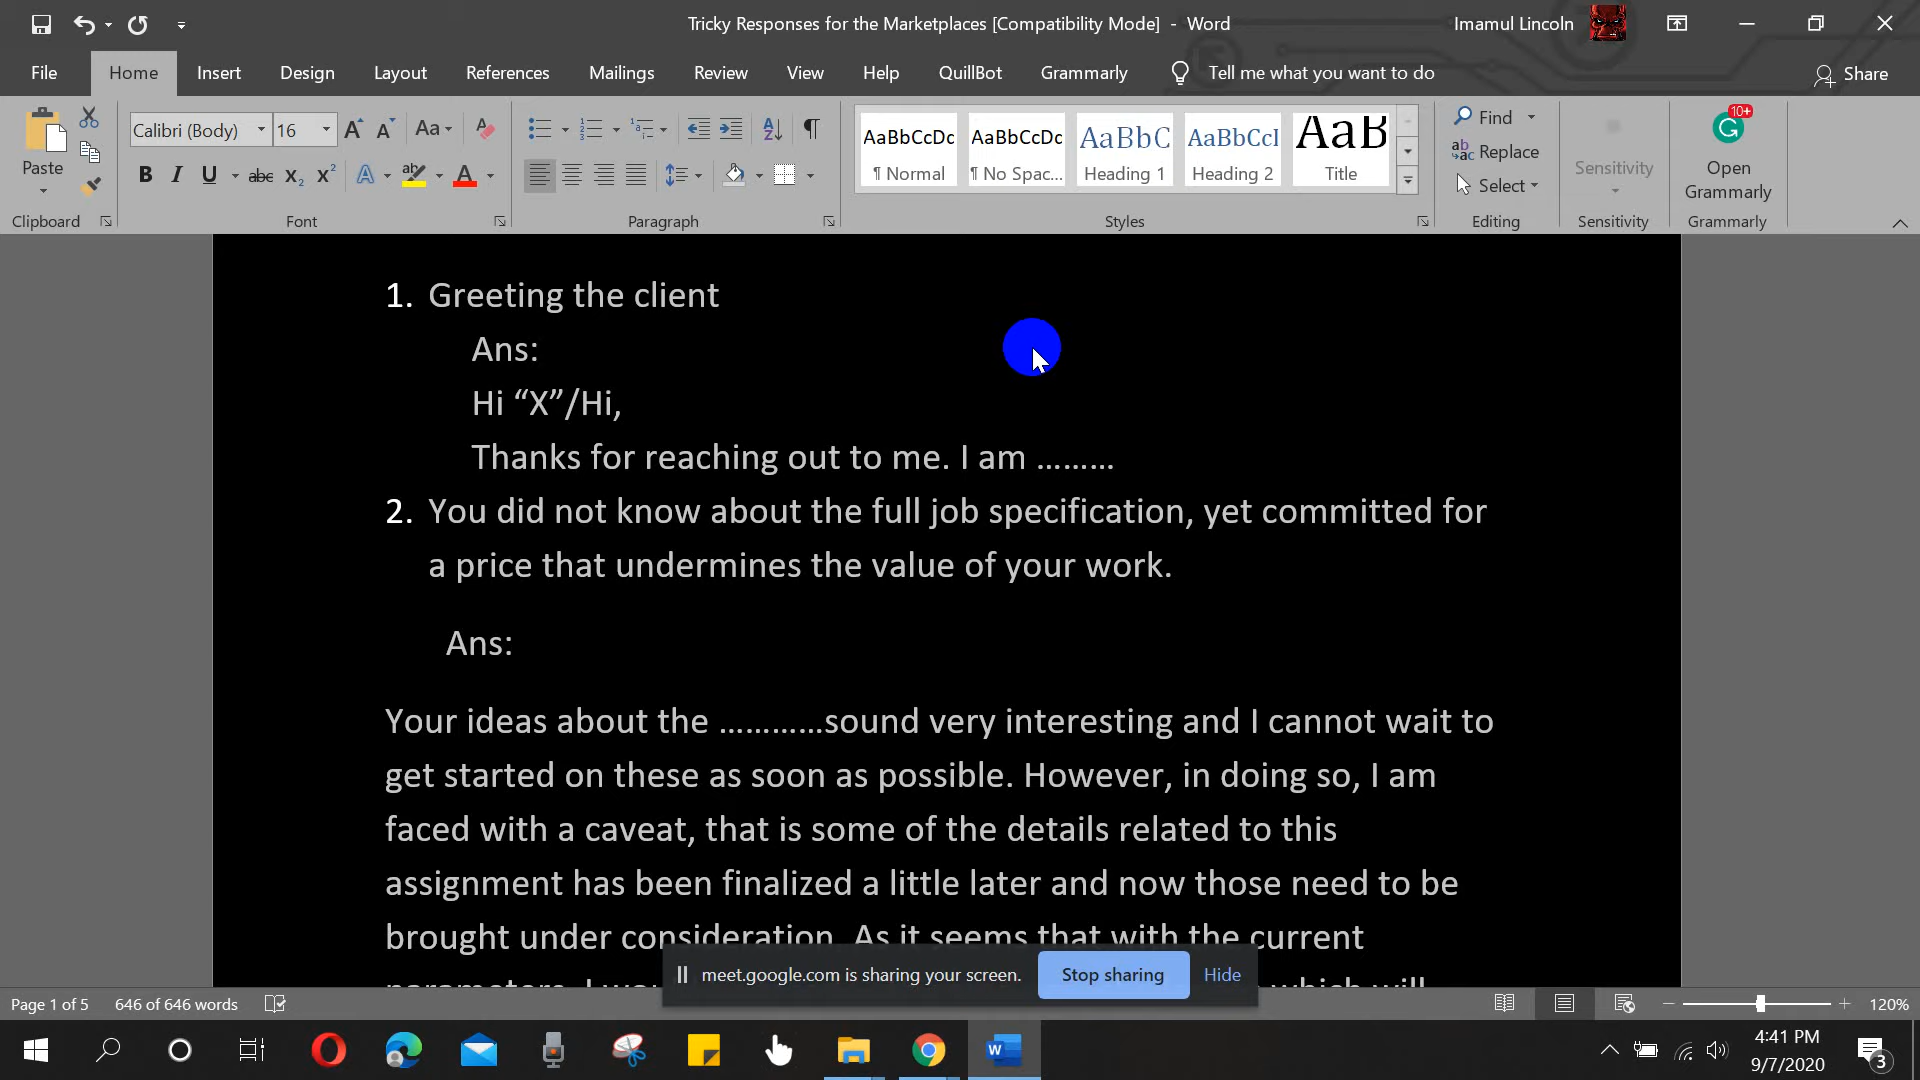 Tricky Responses for the Marketplaces [Compatibility Mode] - Word
Imamul Lincoln
File Home Insert Design Layout References Mailings Review View Help QuillBot Grammarly Tell me what you want to do Share
Paste
Clipboard
Calibri (Body) 16
Font
Paragraph
AaBbCcDc AaBbCcDc AaBbC AaBbCcI AaB
¶ Normal ¶ No Spac... Heading 1 Heading 2 Title
Styles
Find
Replace
Select
Editing
Sensitivity
Sensitivity
10+
Open
Grammarly
Grammarly
1. Greeting the client
Ans:
Hi “X”/Hi,
Thanks for reaching out to me. I am ………
2. You did not know about the full job specification, yet committed for
a price that undermines the value of your work.
Ans:
Your ideas about the …………sound very interesting and I cannot wait to
get started on these as soon as possible. However, in doing so, I am
faced with a caveat, that is some of the details related to this
assignment has been finalized a little later and now those need to be
brought under consideration. As it seems that with the current
which will
meet.google.com is sharing your screen. Stop sharing Hide
Page 1 of 5 646 of 646 words 120%
4:41 PM
9/7/2020
3